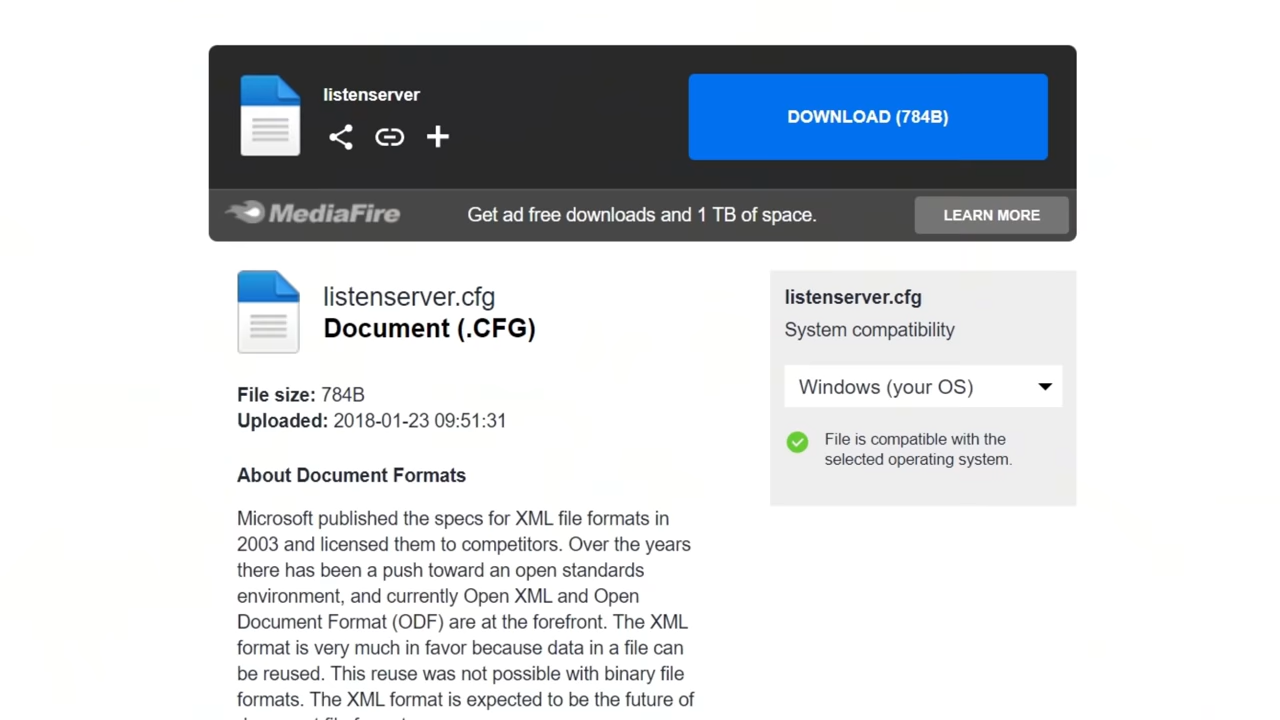 listenserver
DOWNLOAD (784B)
MediaFire
Get ad free downloads and 1 TB of space.
LEARN MORE
listenserver.cfg
Document (.CFG)
File size: 784B
Uploaded: 2018-01-23 09:51:31
About Document Formats
Microsoft published the specs for XML file formats in
2003 and licensed them to competitors. Over the years
there has been a push toward an open standards
environment, and currently Open XML and Open
Document Format (ODF) are at the forefront. The XML
format is very much in favor because data in a file can
be reused. This reuse was not possible with binary file
formats. The XML format is expected to be the future of
listenserver.cfg
System compatibility
Windows (your OS)
File is compatible with the
selected operating system.